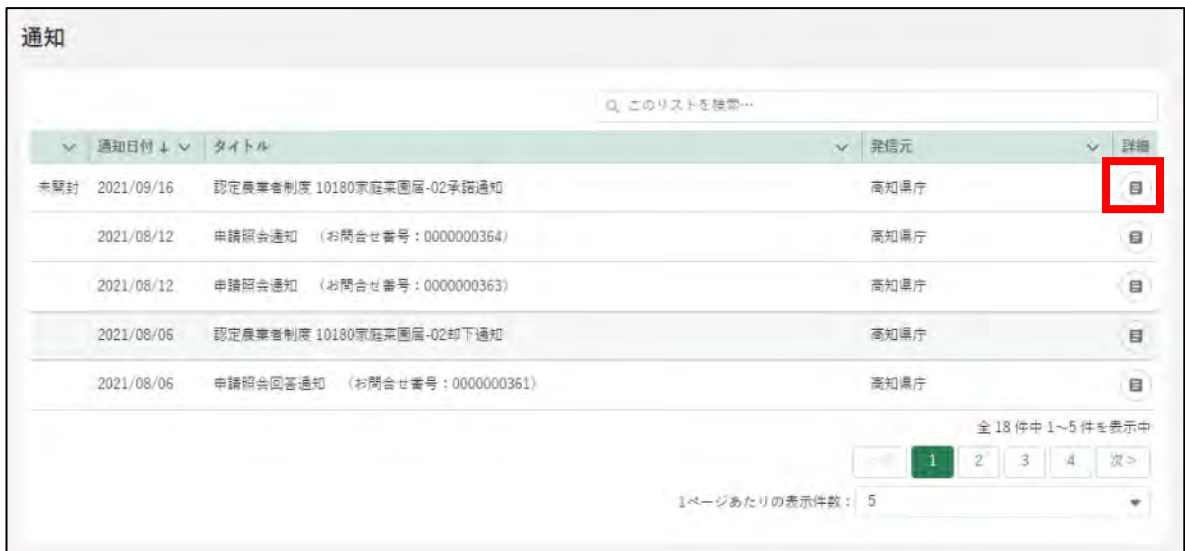 通知
このリストを検索…
通知日付↓ タイトル 発信元 詳細
未開封 2021/09/16 認定農業者制度 10180家庭菜園届-02承諾通知 高知県庁
2021/08/12 申請照会通知 （お問合せ番号：0000000364） 高知県庁
2021/08/12 申請照会通知 （お問合せ番号：0000000363） 高知県庁
2021/08/06 認定農業者制度 10180家庭菜園届-02却下通知 高知県庁
2021/08/06 申請照会回答通知 （お問合せ番号：0000000361） 高知県庁
全 18 件中 1～5 件を表示中
1 2 3 4 次 >
1ページあたりの表示件数： 5